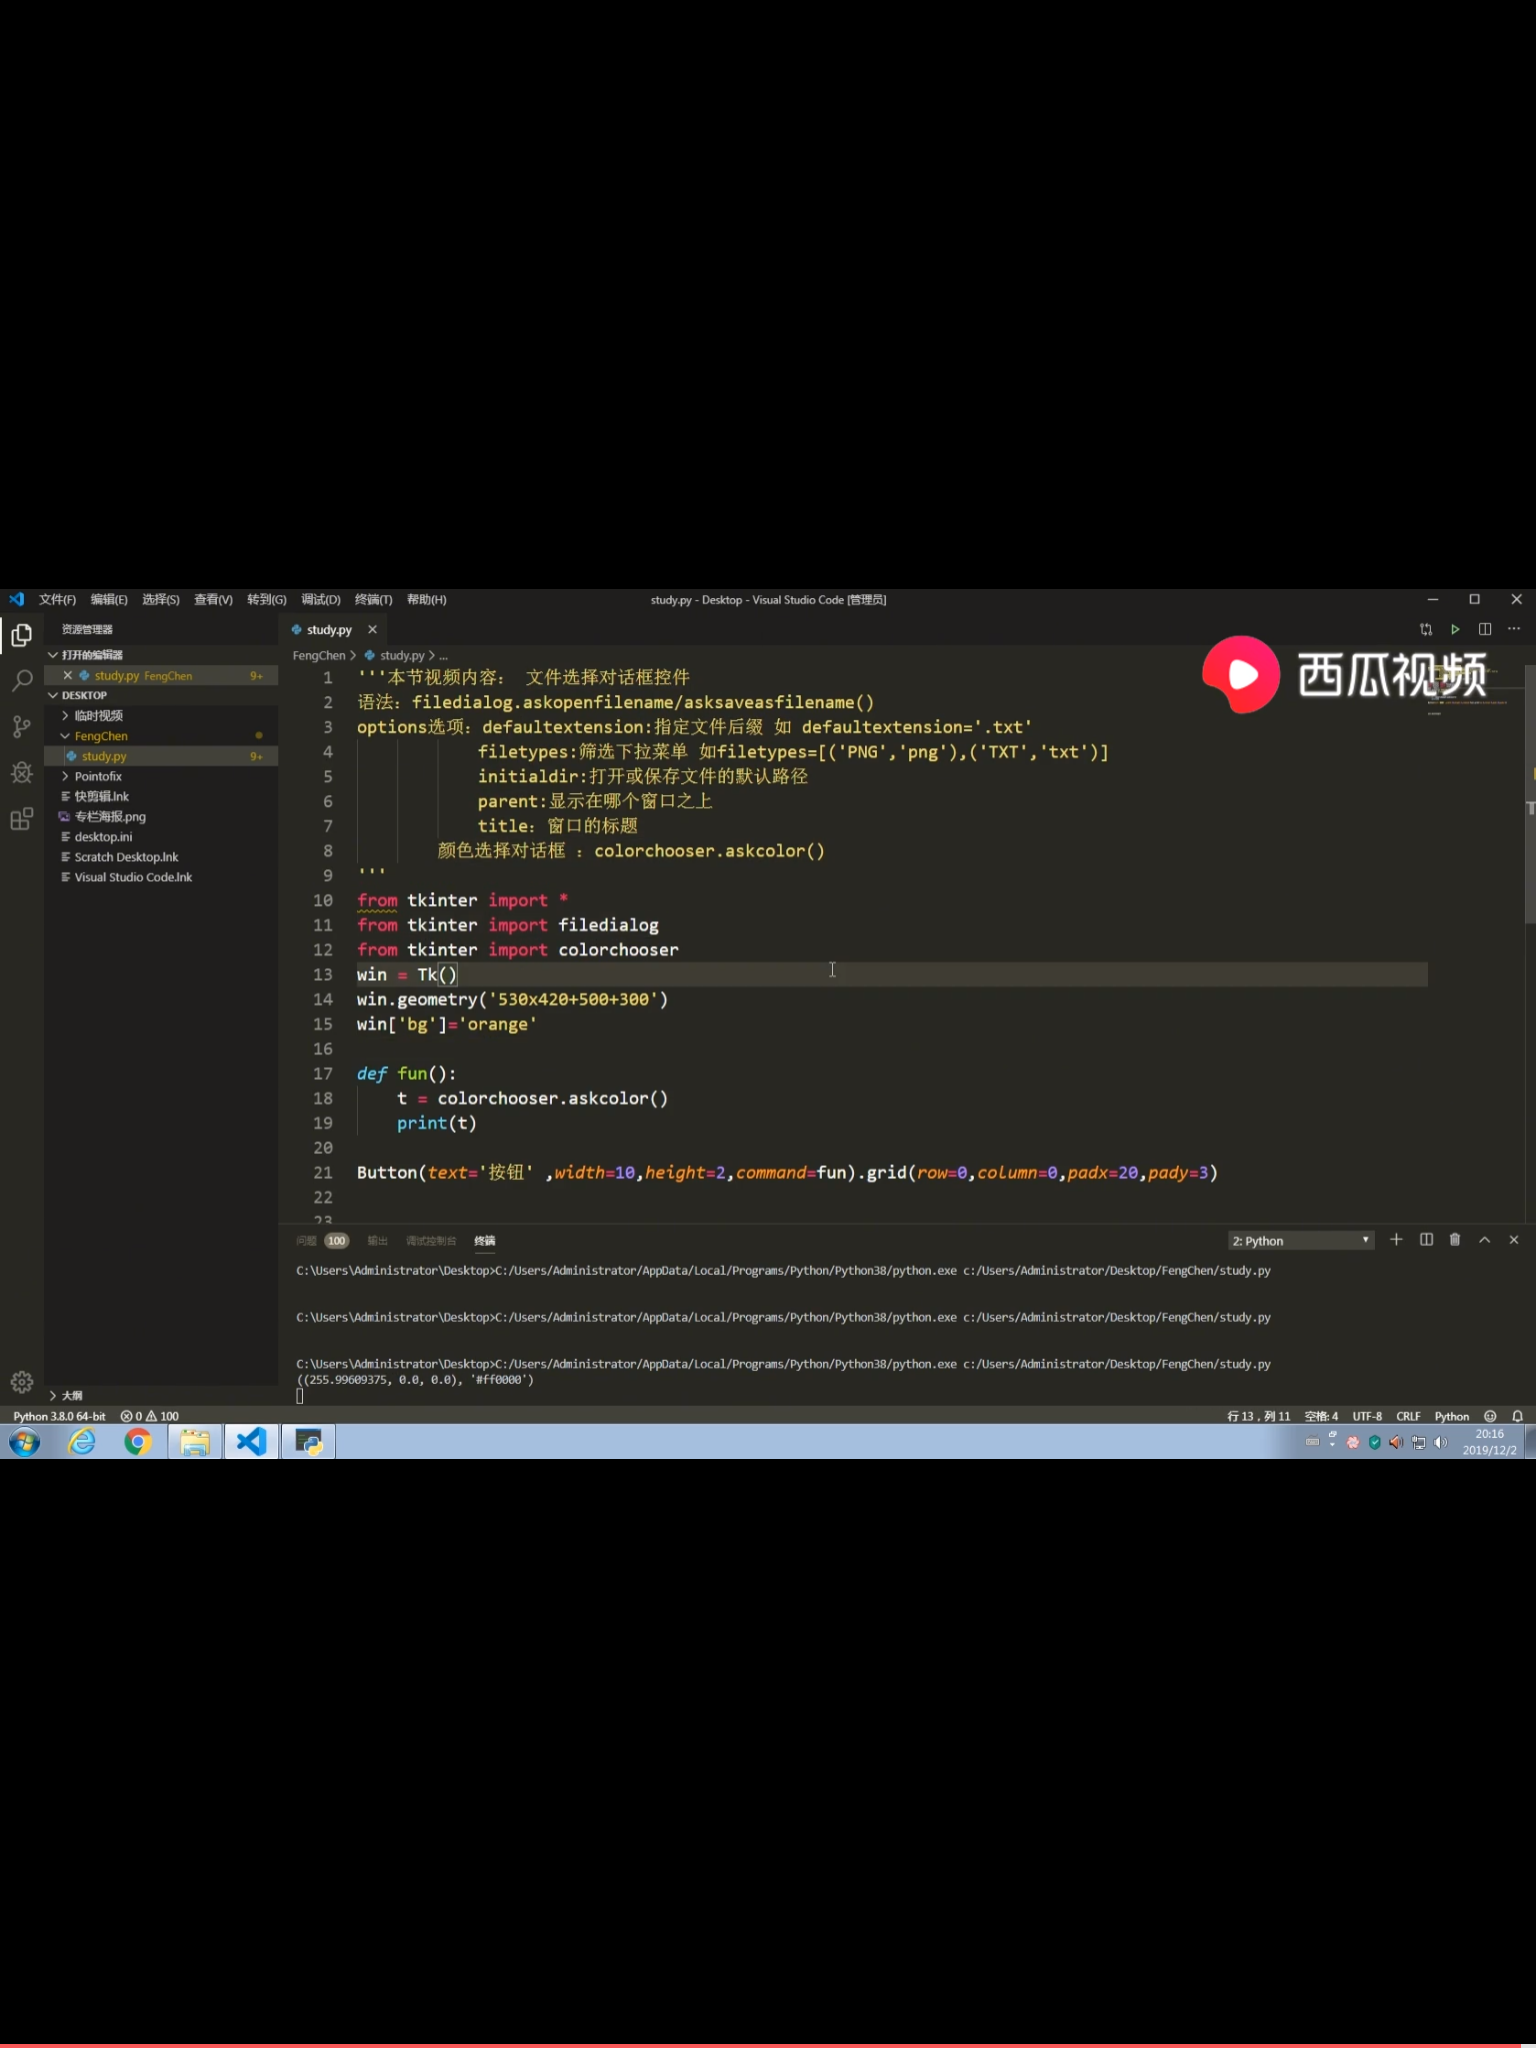 文件(F) 编辑(E) 选择(S) 查看(V) 转到(G) 调试(D) 终端(T) 帮助(H)
study.py - Desktop - Visual Studio Code [管理员]
资源管理器
study.py
打开的编辑器
FengChen > study.py > ...
study.py FengChen 9+
DESKTOP
临时视频
FengChen
study.py 9+
Pointofix
快剪辑.lnk
专栏海报.png
desktop.ini
Scratch Desktop.lnk
Visual Studio Code.lnk
大纲
西瓜视频
1 '''本节视频内容： 文件选择对话框控件
2 语法：filedialog.askopenfilename/asksaveasfilename()
3 options选项：defaultextension:指定文件后缀 如 defaultextension='.txt'
4 filetypes:筛选下拉菜单 如filetypes=[('PNG','png'),('TXT','txt')]
5 initialdir:打开或保存文件的默认路径
6 parent:显示在哪个窗口之上
7 title: 窗口的标题
8 颜色选择对话框 ：colorchooser.askcolor()
9 '''
10 from tkinter import *
11 from tkinter import filedialog
12 from tkinter import colorchooser
13 win = Tk()
14 win.geometry('530x420+500+300')
15 win['bg']='orange'
16
17 def fun():
18 t = colorchooser.askcolor()
19 print(t)
20
21 Button(text='按钮' ,width=10,height=2,command=fun).grid(row=0,column=0,padx=20,pady=3)
22
23
问题 100 输出 调试控制台 终端
2: Python
C:\Users\Administrator\Desktop>C:/Users/Administrator/AppData/Local/Programs/Python/Python38/python.exe c:/Users/Administrator/Desktop/FengChen/study.py
C:\Users\Administrator\Desktop>C:/Users/Administrator/AppData/Local/Programs/Python/Python38/python.exe c:/Users/Administrator/Desktop/FengChen/study.py
C:\Users\Administrator\Desktop>C:/Users/Administrator/AppData/Local/Programs/Python/Python38/python.exe c:/Users/Administrator/Desktop/FengChen/study.py
((255.99609375, 0.0, 0.0), '#ff0000')
Python 3.8.0 64-bit 0 100
行 13，列 11 空格: 4 UTF-8 CRLF Python
20:16
2019/12/2